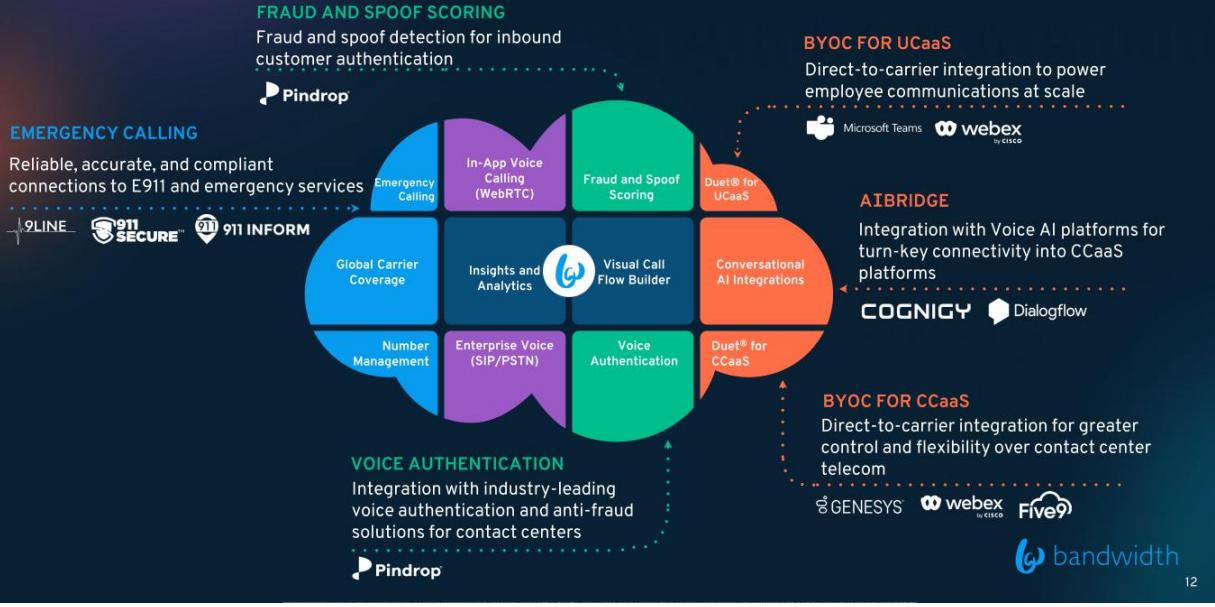 FRAUD AND SPOOF SCORING
Fraud and spoof detection for inbound
customer authentication
Pindrop
EMERGENCY CALLING
Reliable, accurate, and compliant
connections to E911 and emergency services
9LINE
911
SECURE™
911
911 INFORM
BYOC FOR UCaaS
Direct-to-carrier integration to power
employee communications at scale
Microsoft Teams
webex
by CISCO
AIBRIDGE
Integration with Voice AI platforms for
turn-key connectivity into CCaaS
platforms
COGNIGY
Dialogflow
Emergency
Calling
In-App Voice
Calling
(WebRTC)
Fraud and Spoof
Scoring
Duet® for
UCaaS
Global Carrier
Coverage
Insights and
Analytics
Visual Call
Flow Builder
Conversational
AI Integrations
Number
Management
Enterprise Voice
(SIP/PSTN)
Voice
Authentication
Duet® for
CCaaS
VOICE AUTHENTICATION
Integration with industry-leading
voice authentication and anti-fraud
solutions for contact centers
Pindrop
BYOC FOR CCaaS
Direct-to-carrier integration for greater
control and flexibility over contact center
telecom
GENESYS™
webex
by CISCO
Five9
bandwidth
12